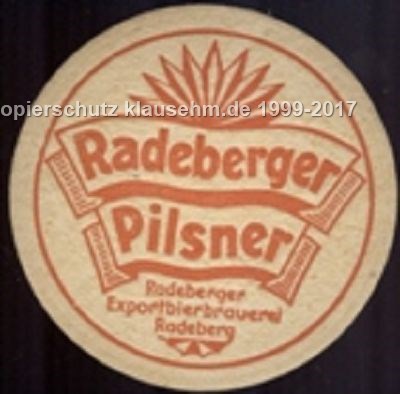 opierschutz klausehm.de 1999-2017
Radeberger
Pilsner
Radeberger
Exportbierbrauerei
Radeberg